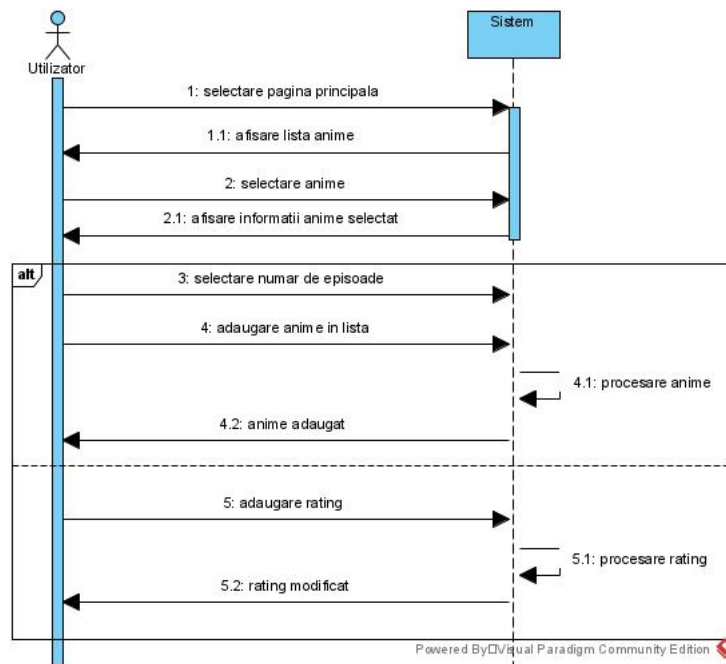 Sistem
Utilizator
1: selectare pagina principala
1.1: afisare lista anime
2: selectare anime
2.1: afisare informatii anime selectat
alt
3: selectare numar de episoade
4: adaugare anime in lista
4.1: procesare anime
4.2: anime adaugat
5: adaugare rating
5.1: procesare rating
5.2: rating modificat
Powered By□Visual Paradigm Community Edition